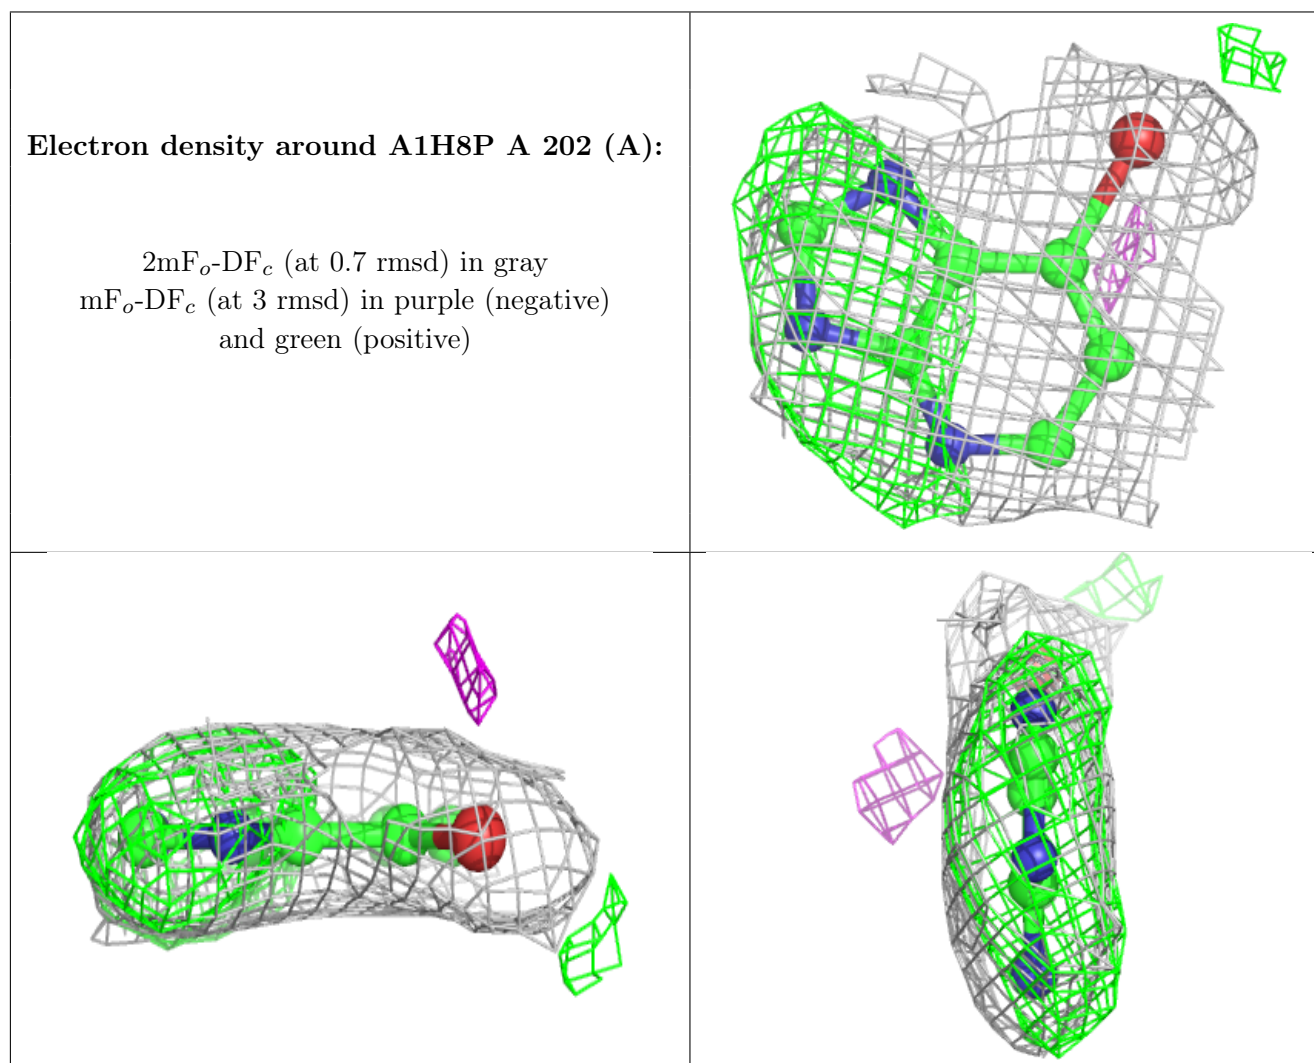 Electron density around A1H8P A 202 (A):
2mFo-DFc (at 0.7 rmsd) in gray
mFo-DFc (at 3 rmsd) in purple (negative)
and green (positive)